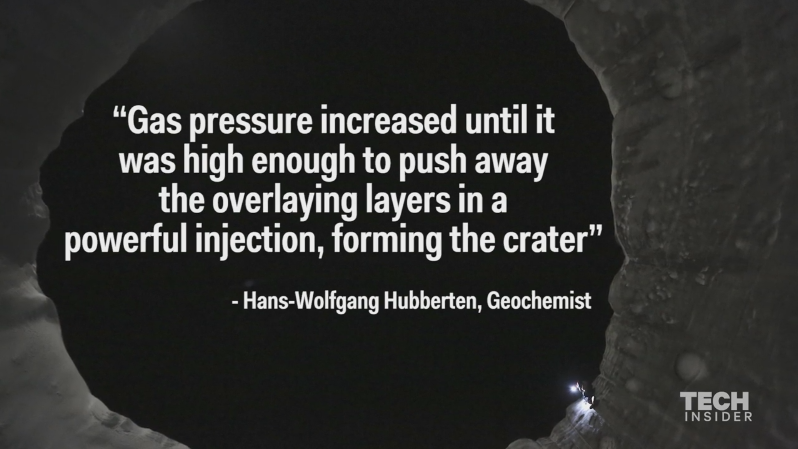 “Gas pressure increased until it
was high enough to push away
the overlaying layers in a
powerful injection, forming the crater”
- Hans-Wolfgang Hubberten, Geochemist
TECH
INSIDER